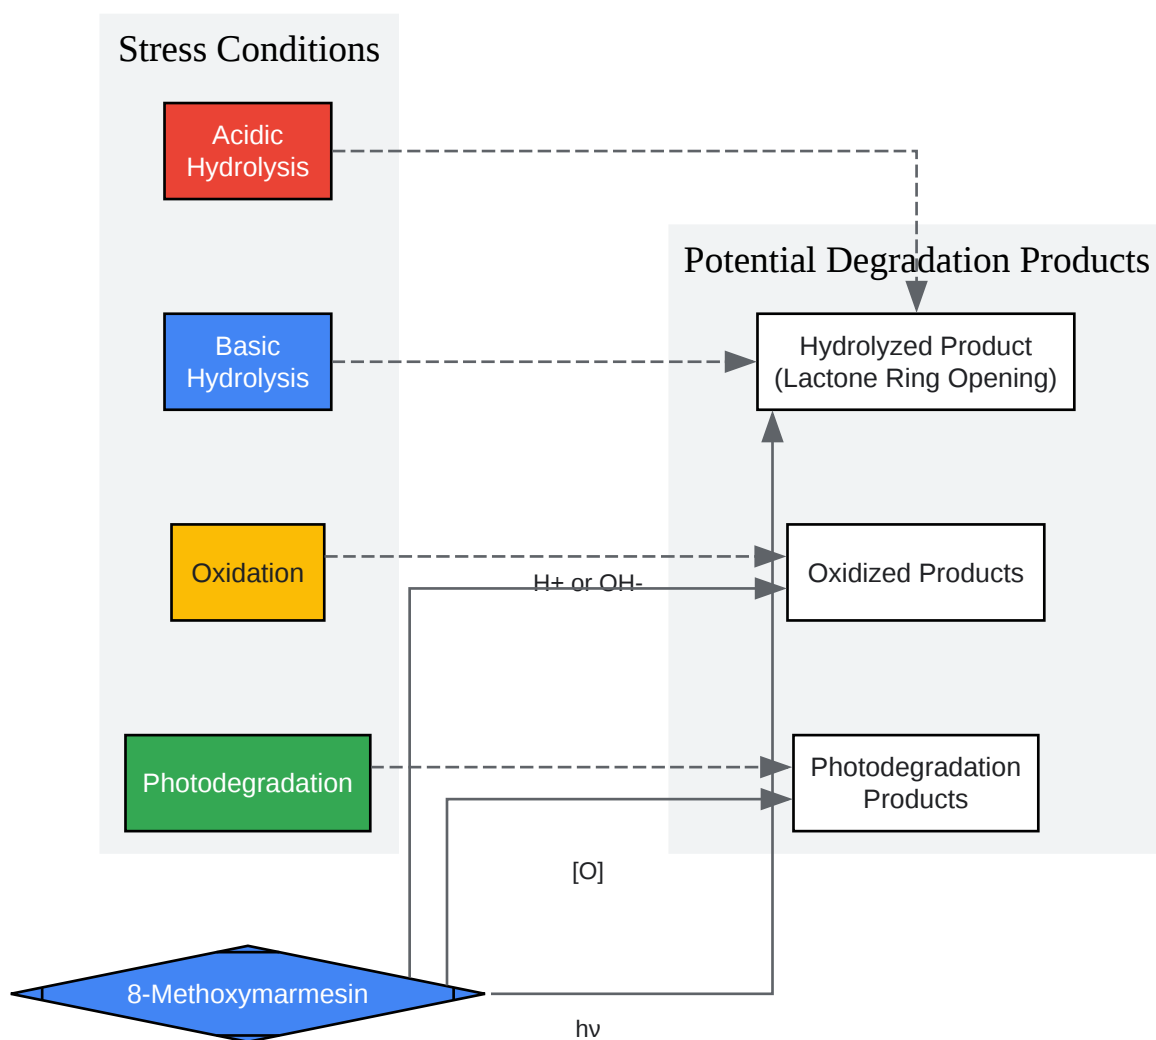 Stress Conditions
Acidic
Hydrolysis
Potential Degradation Products
Basic
Hydrolysis
Hydrolyzed Product
(Lactone Ring Opening)
Oxidation
H+ or OH-
Oxidized Products
Photodegradation
Photodegradation
Products
[O]
8-Methoxymarmesin
hν